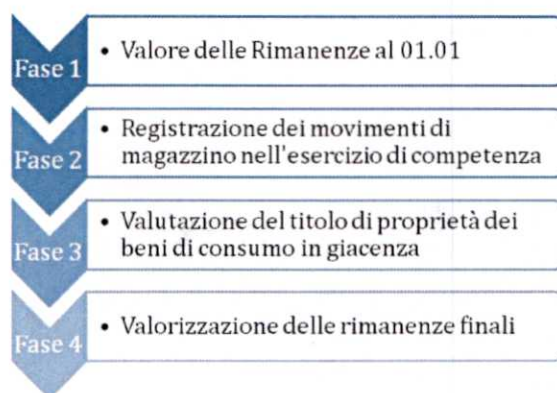 Fase 1
• Valore delle Rimanenze al 01.01
Fase 2
• Registrazione dei movimenti di
magazzino nell'esercizio di competenza
Fase 3
• Valutazione del titolo di proprietà dei
beni di consumo in giacenza
Fase 4
• Valorizzazione delle rimanenze finali